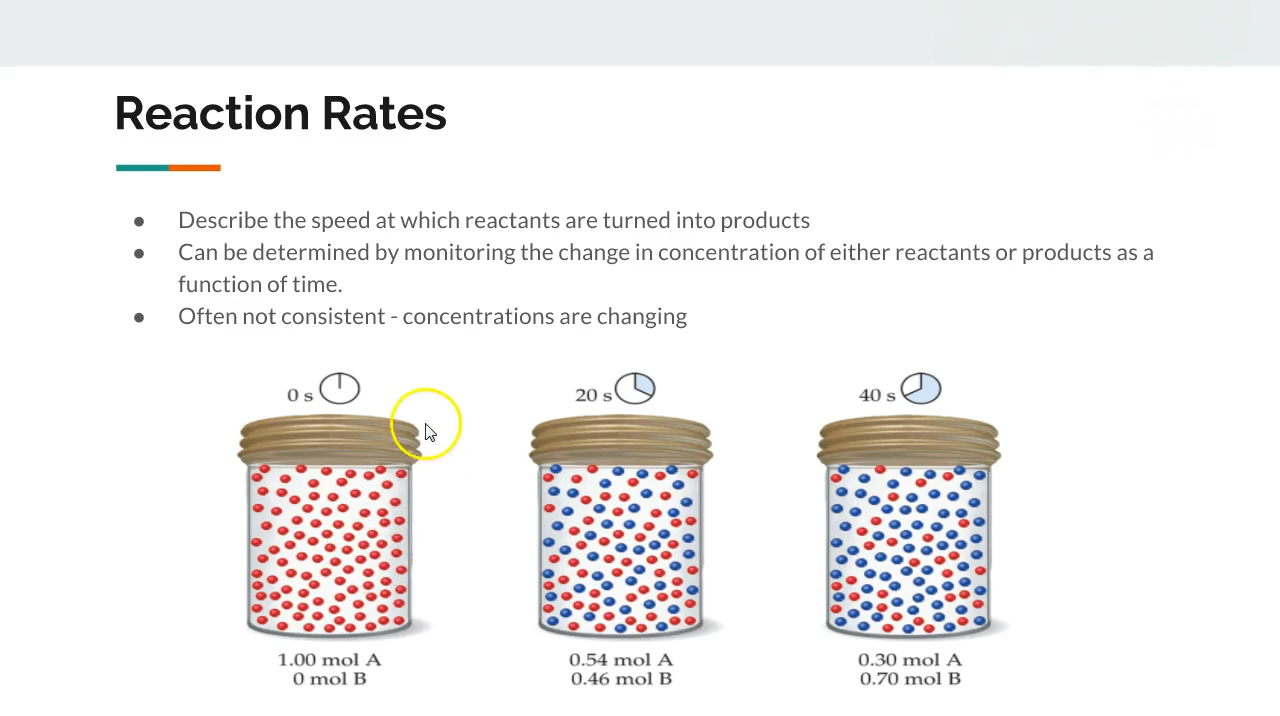 Reaction Rates
● Describe the speed at which reactants are turned into products
● Can be determined by monitoring the change in concentration of either reactants or products as a
function of time.
● Often not consistent - concentrations are changing
0 s
20 s
40 s
1.00 mol A
0 mol B
0.54 mol A
0.46 mol B
0.30 mol A
0.70 mol B